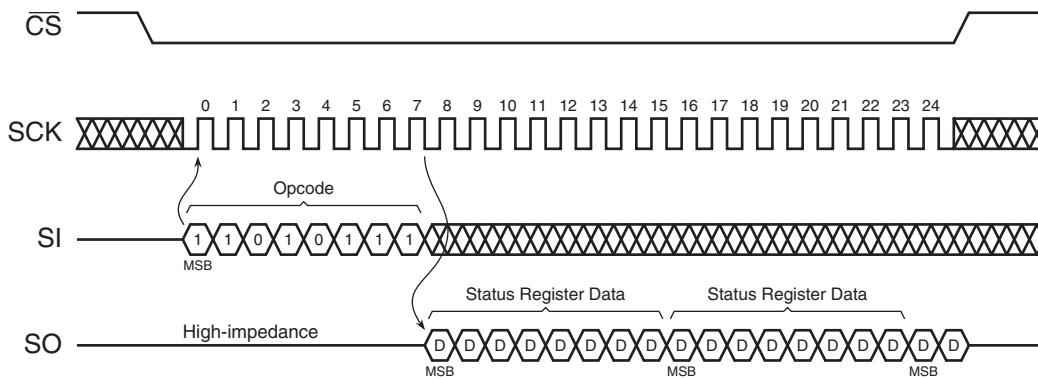 C̅S̅
0 1 2 3 4 5 6 7 8 9 10 11 12 13 14 15 16 17 18 19 20 21 22 23 24
SCK
Opcode
SI 1 1 0 1 0 1 1 1
MSB
Status Register Data Status Register Data
High-impedance
SO D D D D D D D D D D D D D D D D D D
MSB MSB MSB